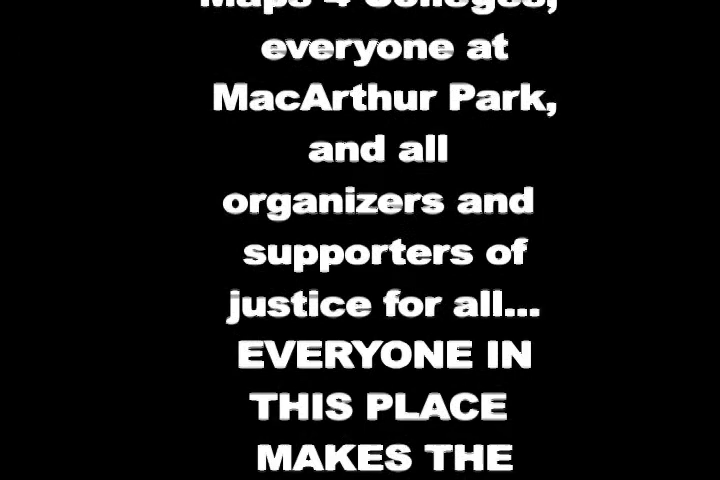 Maps 4 Colleges,
everyone at
MacArthur Park,
and all
organizers and
supporters of
justice for all...
EVERYONE IN
THIS PLACE
MAKES THE